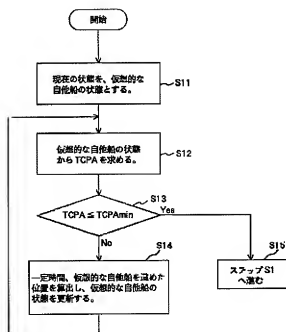 開始
現在の状態を、仮想的な
自他船の状態とする。
S11
仮想的な自他船の状態
からTCPAを求める。
S12
S13
TCPA≦TCPAmin
Yes
No
S14
一定時間、仮想的な自他船を進めた
位置を算出し、仮想的な自他船の
状態を更新する。
S15
ステップS1
へ進む